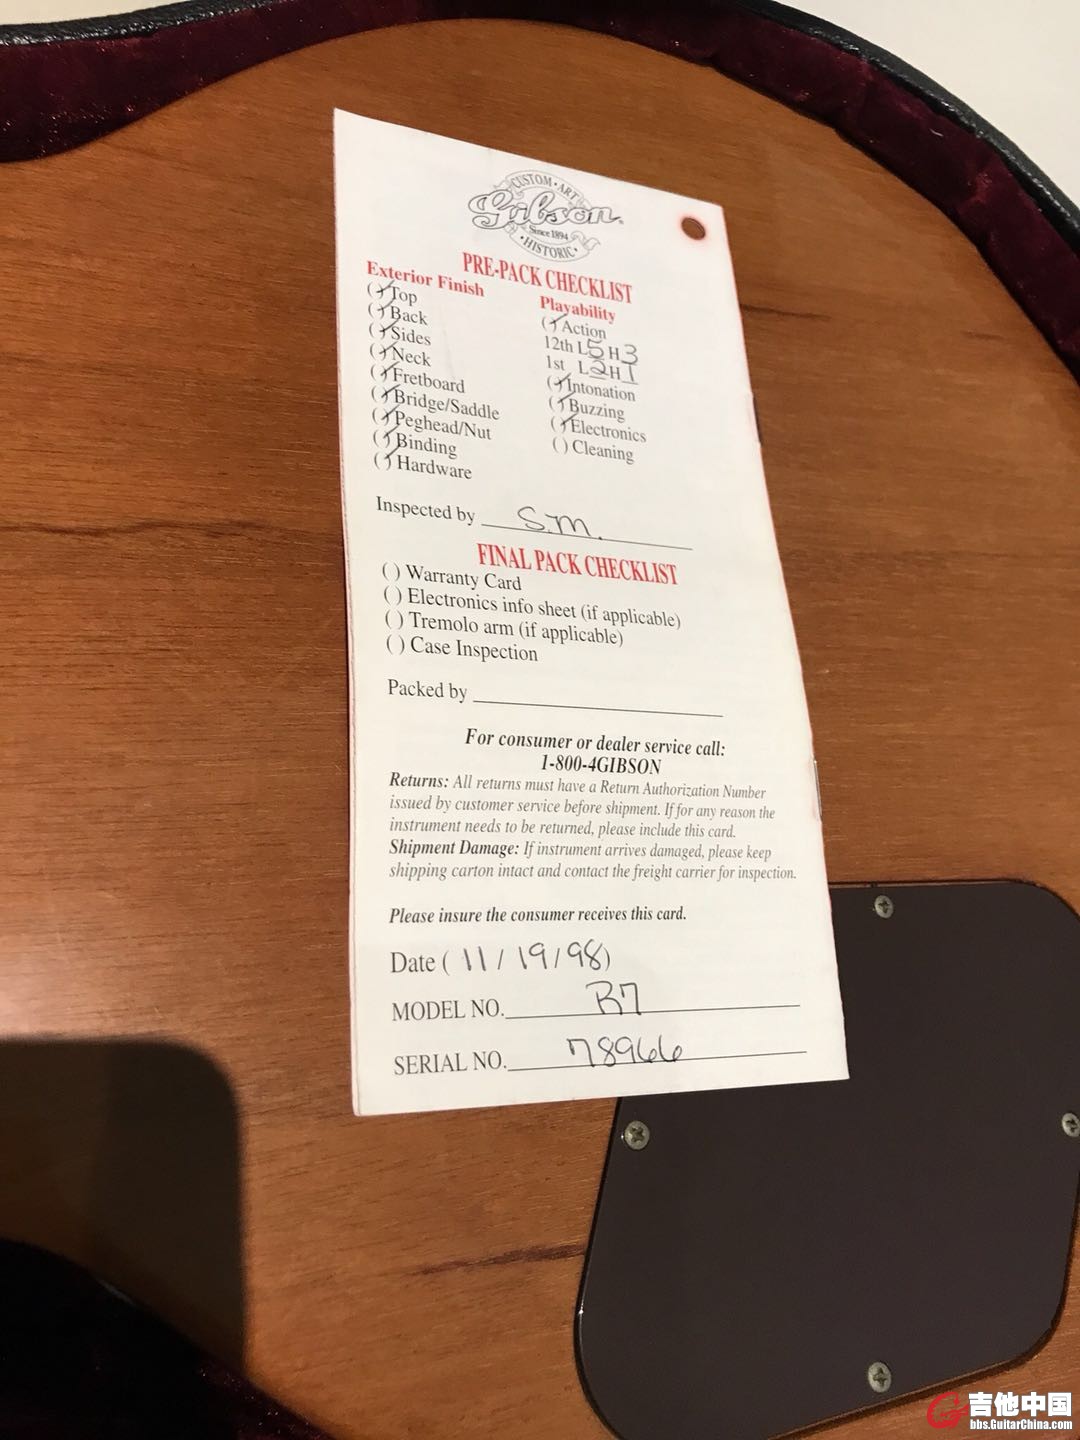 CUSTOM · ART
Gibson
Since 1894
· HISTORIC ·
PRE-PACK CHECKLIST
Exterior Finish
(✓) Top
(✓) Back
(✓) Sides
(✓) Neck
(✓) Fretboard
(✓) Bridge/Saddle
(✓) Peghead/Nut
(✓) Binding
(✓) Hardware
Playability
(✓) Action
12th L 5 H 3
1st L 2 H 1
(✓) Intonation
(✓) Buzzing
(✓) Electronics
( ) Cleaning
Inspected by S.M.
FINAL PACK CHECKLIST
( ) Warranty Card
( ) Electronics info sheet (if applicable)
( ) Tremolo arm (if applicable)
( ) Case Inspection
Packed by
For consumer or dealer service call:
1-800-4GIBSON
Returns: All returns must have a Return Authorization Number
issued by customer service before shipment. If for any reason the
instrument needs to be returned, please include this card.
Shipment Damage: If instrument arrives damaged, please keep
shipping carton intact and contact the freight carrier for inspection.
Please insure the consumer receives this card.
Date ( 11 / 19 / 98 )
MODEL NO. R7
SERIAL NO. 78966
吉他中国
bbs.GuitarChina.com